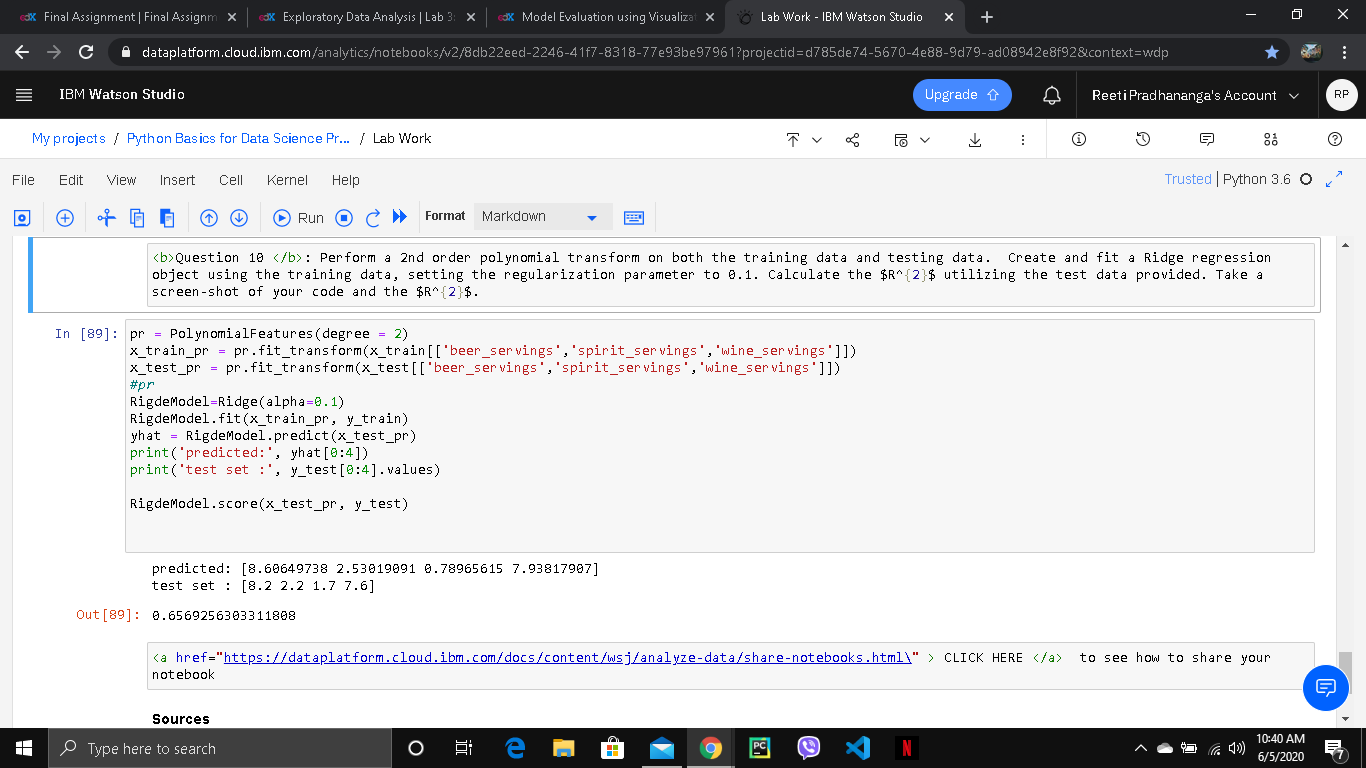 Final Assignment | Final Assignm
Exploratory Data Analysis | Lab 3:
Model Evaluation using Visualizat
Lab Work - IBM Watson Studio
dataplatform.cloud.ibm.com/analytics/notebooks/v2/8db22eed-2246-41f7-8318-77e93be97961?projectid=d785de74-5670-4e88-9d79-ad08942e8f92&context=wdp
IBM Watson Studio
Upgrade
Reeti Pradhananga's Account
RP
My projects / Python Basics for Data Science Pr... / Lab Work
File Edit View Insert Cell Kernel Help
Trusted | Python 3.6
Run
Format
Markdown
<b>Question 10 </b>: Perform a 2nd order polynomial transform on both the training data and testing data.  Create and fit a Ridge regression
object using the training data, setting the regularization parameter to 0.1. Calculate the $R^{2}$ utilizing the test data provided. Take a
screen-shot of your code and the $R^{2}$.
In [89]:
pr = PolynomialFeatures(degree = 2)
x_train_pr = pr.fit_transform(x_train[['beer_servings','spirit_servings','wine_servings']])
x_test_pr = pr.fit_transform(x_test[['beer_servings','spirit_servings','wine_servings']])
#pr
RigdeModel=Ridge(alpha=0.1)
RigdeModel.fit(x_train_pr, y_train)
yhat = RigdeModel.predict(x_test_pr)
print('predicted:', yhat[0:4])
print('test set :', y_test[0:4].values)
RigdeModel.score(x_test_pr, y_test)
predicted: [8.60649738 2.53019091 0.78965615 7.93817907]
test set : [8.2 2.2 1.7 7.6]
Out[89]: 0.6569256303311808
<a href="https://dataplatform.cloud.ibm.com/docs/content/wsj/analyze-data/share-notebooks.html\" > CLICK HERE </a>  to see how to share your
notebook
Sources
Type here to search
PC
N
10:40 AM
6/5/2020
7